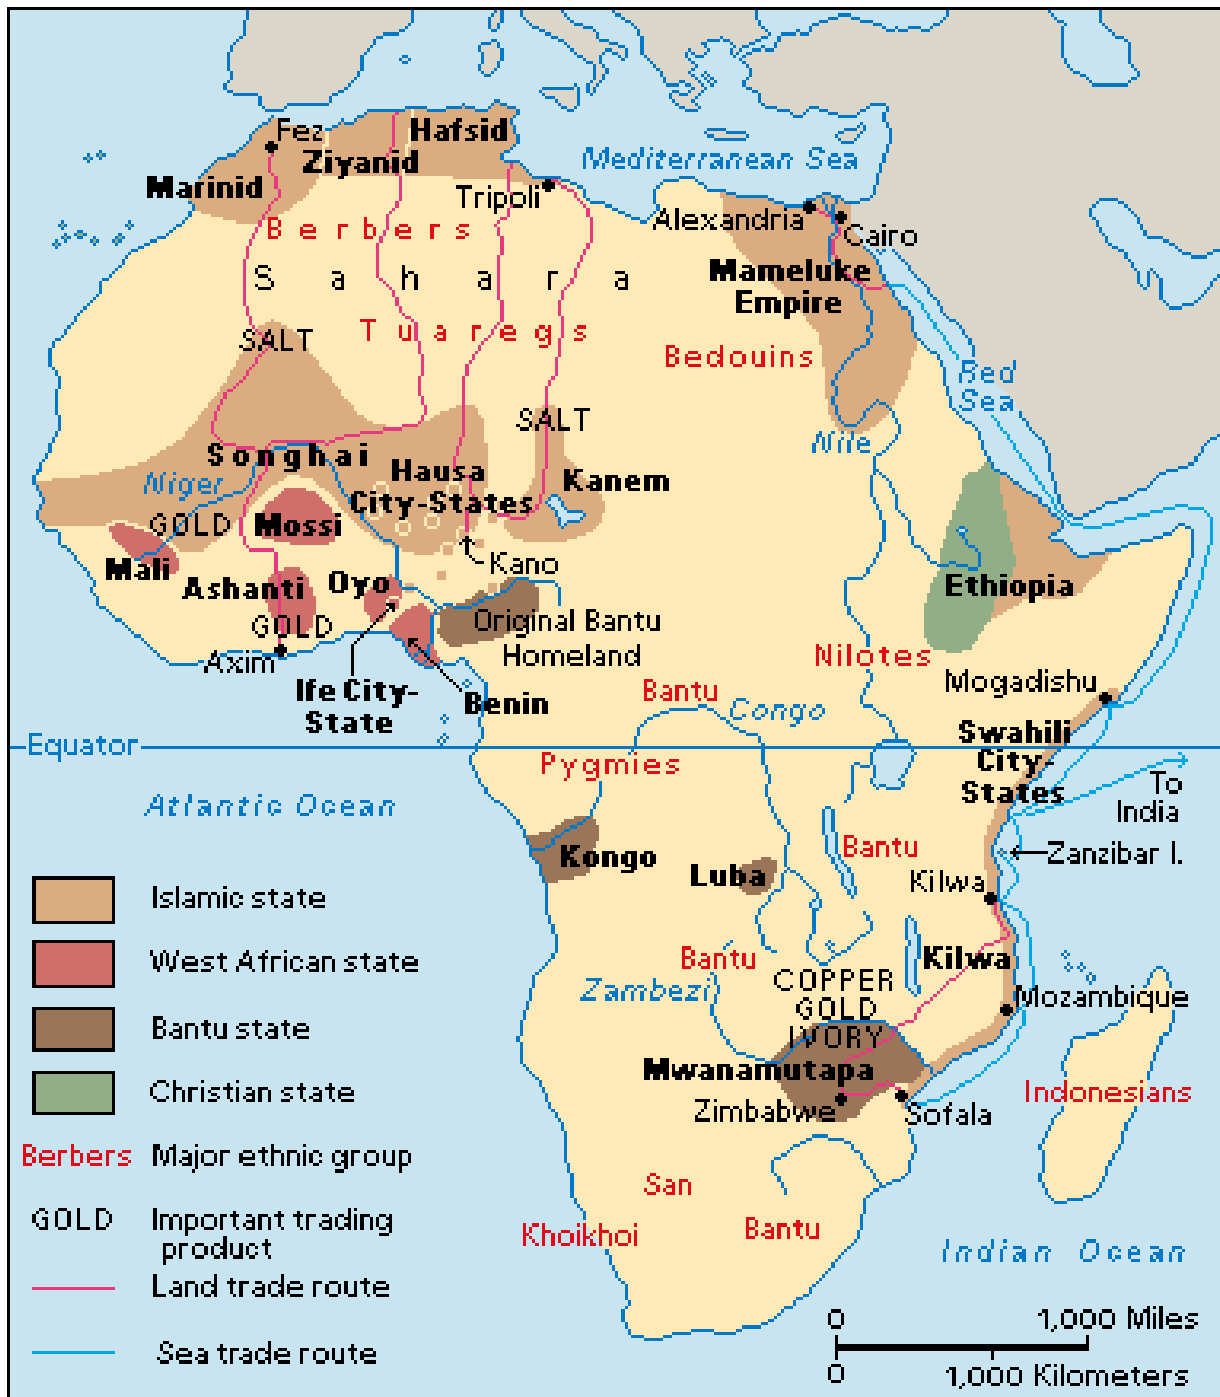 Fez
Hafsid
Ziyanid
Marinid
Mediterranean Sea
Tripoli
Alexandria
Cairo
Berbers
Sahara
Mameluke
Empire
SALT
Tuaregs
Bedouins
Red
Sea
SALT
Nile
Songhai
Niger
Hausa
City-States
Kanem
GOLD
Mossi
Mali
Kano
Ashanti
Oyo
Ethiopia
GOLD
Original Bantu
Homeland
Axim
Nilotes
Mogadishu
Ife City-
State
Benin
Bantu
Congo
Swahili
City-
States
Equator
Pygmies
To
India
Atlantic Ocean
Kongo
Luba
Bantu
Zanzibar I.
Kilwa
Islamic state
West African state
Bantu
Kilwa
Zambezi
COPPER
GOLD
IVORY
Mozambique
Bantu state
Mwanamutapa
Zimbabwe
Sofala
Indonesians
Christian state
Berbers Major ethnic group
San
Khoikhoi
Bantu
GOLD Important trading
product
Indian Ocean
Land trade route
Sea trade route
0 1,000 Miles
0 1,000 Kilometers